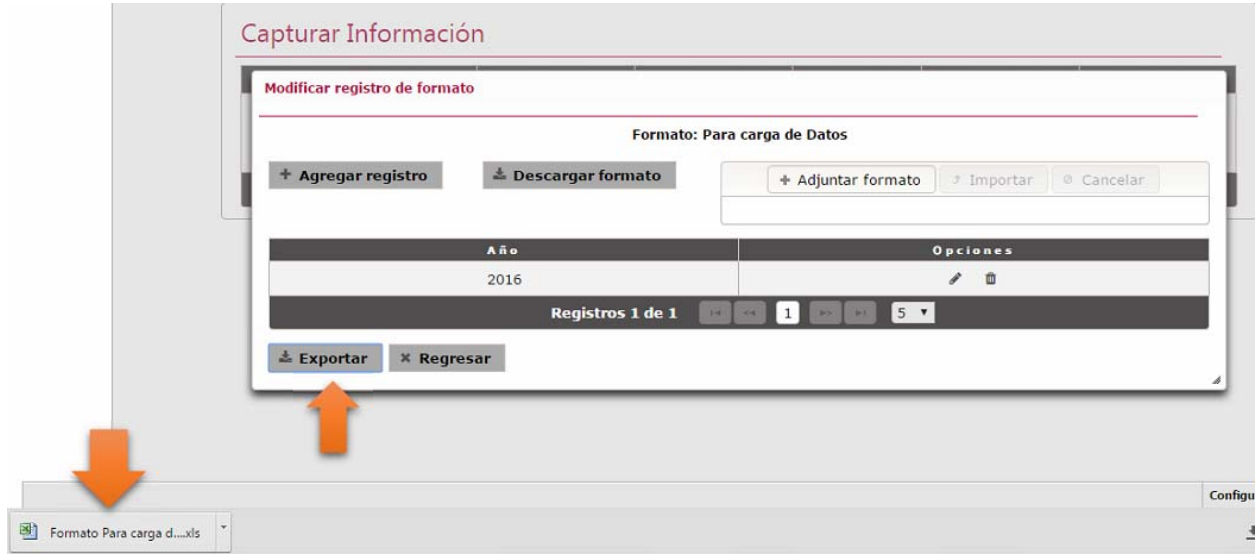 Capturar Información
Modificar registro de formato
Formato: Para carga de Datos
Agregar registro
Descargar formato
Adjuntar formato
Importar
Cancelar
Año
Opciones
2016
Registros 1 de 1
1
5
Exportar
Regresar
Configu
Formato Para carga d....xls